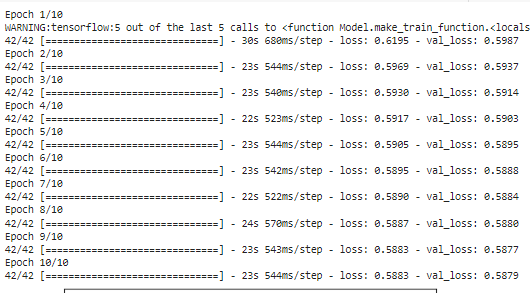 Epoch 1/10
WARNING:tensorflow:5 out of the last 5 calls to <function Model.make_train_function.<locals
42/42 [==============================] - 30s 680ms/step - loss: 0.6195 - val_loss: 0.5987
Epoch 2/10
42/42 [==============================] - 23s 544ms/step - loss: 0.5969 - val_loss: 0.5937
Epoch 3/10
42/42 [==============================] - 23s 540ms/step - loss: 0.5930 - val_loss: 0.5914
Epoch 4/10
42/42 [==============================] - 22s 523ms/step - loss: 0.5917 - val_loss: 0.5903
Epoch 5/10
42/42 [==============================] - 23s 544ms/step - loss: 0.5905 - val_loss: 0.5895
Epoch 6/10
42/42 [==============================] - 23s 542ms/step - loss: 0.5895 - val_loss: 0.5888
Epoch 7/10
42/42 [==============================] - 22s 522ms/step - loss: 0.5890 - val_loss: 0.5884
Epoch 8/10
42/42 [==============================] - 24s 570ms/step - loss: 0.5887 - val_loss: 0.5880
Epoch 9/10
42/42 [==============================] - 23s 543ms/step - loss: 0.5883 - val_loss: 0.5877
Epoch 10/10
42/42 [==============================] - 23s 544ms/step - loss: 0.5883 - val_loss: 0.5879